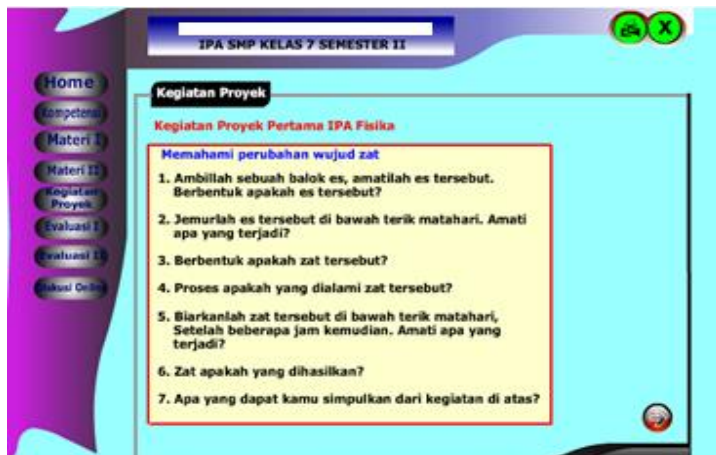 IPA SMP KELAS 7 SEMESTER II
X
Home
Kompetensi
Materi I
Materi II
Kegiatan
Proyek
Evaluasi I
Evaluasi II
Diskusi Online
Kegiatan Proyek
Kegiatan Proyek Pertama IPA Fisika
Memahami perubahan wujud zat
1. Ambillah sebuah balok es, amatilah es tersebut.
Berbentuk apakah es tersebut?
2. Jemurlah es tersebut di bawah terik matahari. Amati
apa yang terjadi?
3. Berbentuk apakah zat tersebut?
4. Proses apakah yang dialami zat tersebut?
5. Biarkanlah zat tersebut di bawah terik matahari,
Setelah beberapa jam kemudian. Amati apa yang
terjadi?
6. Zat apakah yang dihasilkan?
7. Apa yang dapat kamu simpulkan dari kegiatan di atas?